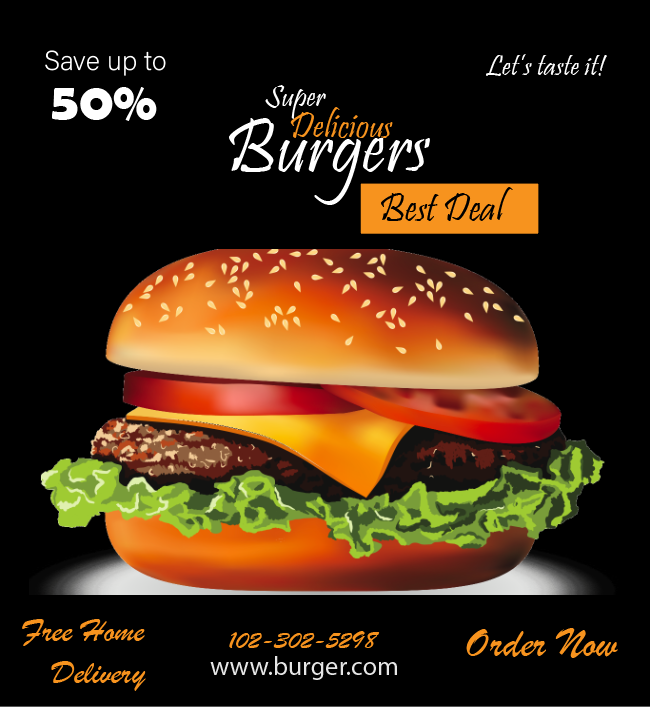 Save up to
50%
Let's taste it!
Super
Delicious
Burgers
Best Deal
Free Home
Delivery
102-302-5298
www.burger.com
Order Now